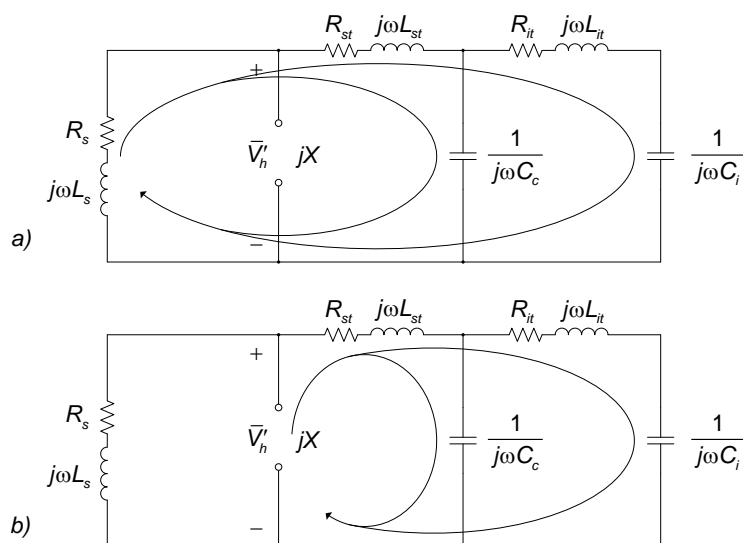 R_st jωL_st R_it jωL_it
+
R_s
V̄′_h jX 1/jωC_c 1/jωC_i
jωL_s
−
a)
R_st jωL_st R_it jωL_it
+
R_s
V̄′_h jX 1/jωC_c 1/jωC_i
jωL_s
−
b)